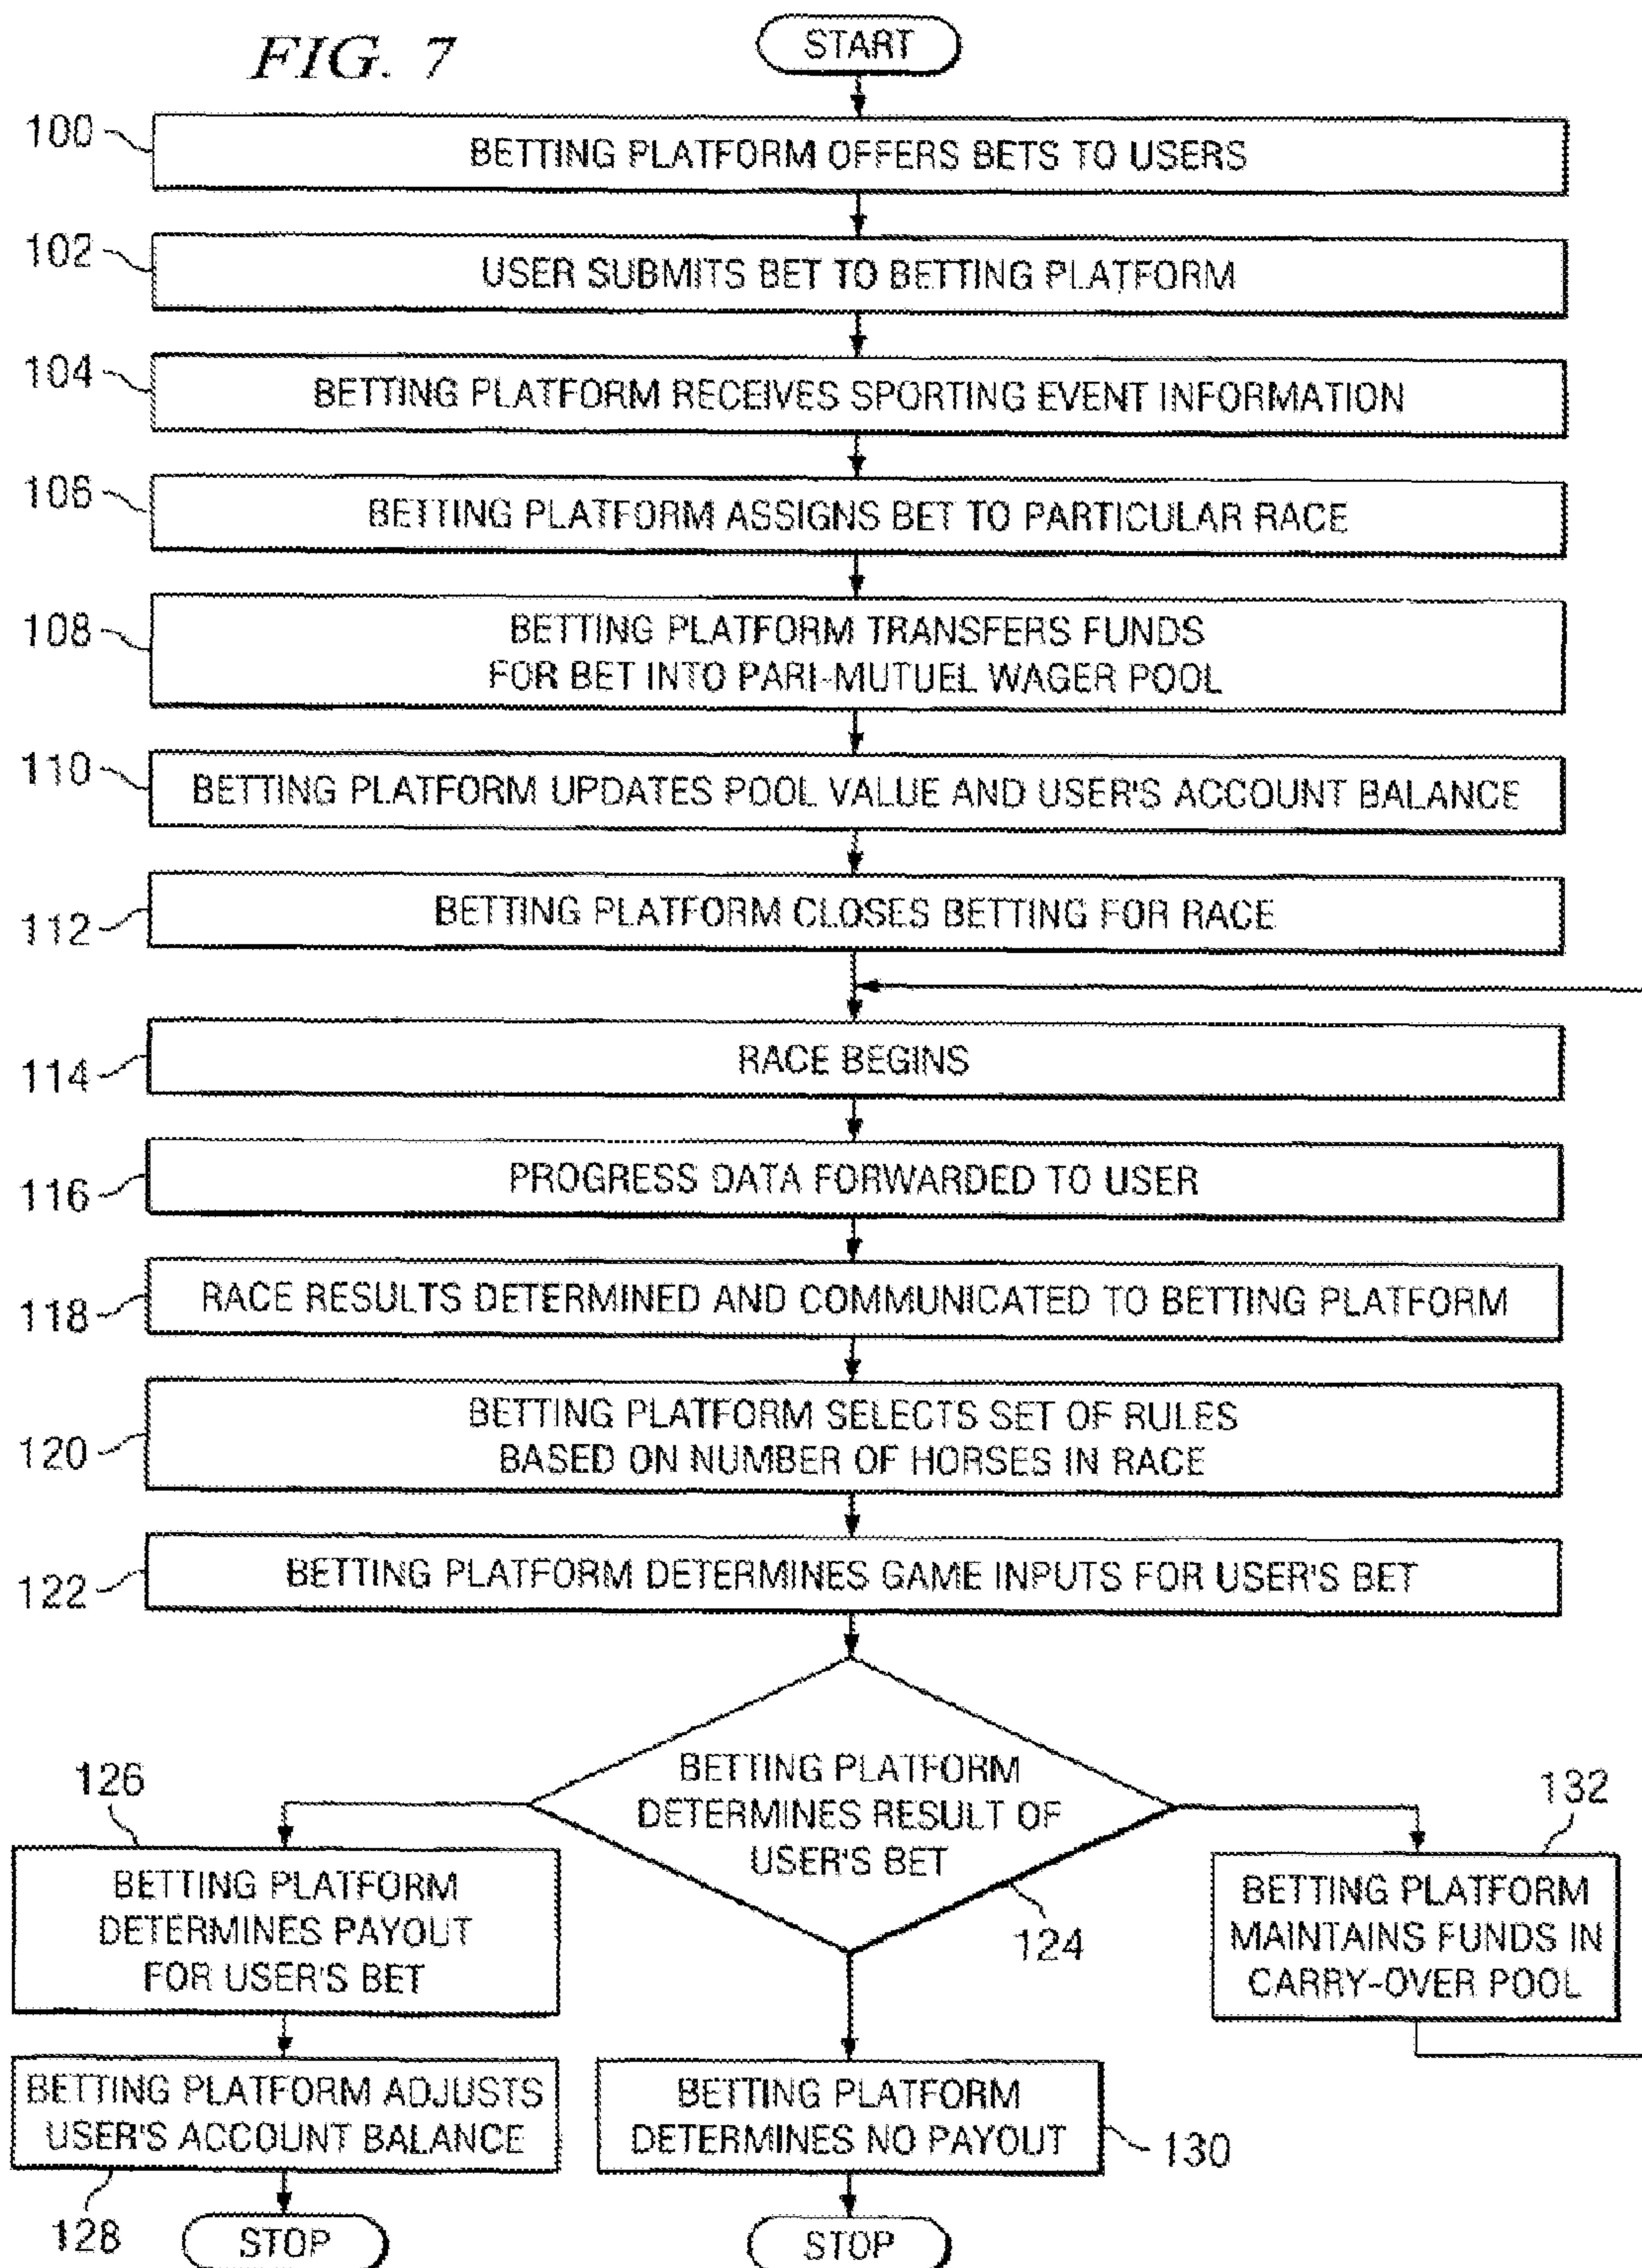 FIG. 7
START
100
BETTING PLATFORM OFFERS BETS TO USERS
102
USER SUBMITS BET TO BETTING PLATFORM
104
BETTING PLATFORM RECEIVES SPORTING EVENT INFORMATION
106
BETTING PLATFORM ASSIGNS BET TO PARTICULAR RACE
108
BETTING PLATFORM TRANSFERS FUNDS
FOR BET INTO PARI-MUTUEL WAGER POOL
110
BETTING PLATFORM UPDATES POOL VALUE AND USER'S ACCOUNT BALANCE
112
BETTING PLATFORM CLOSES BETTING FOR RACE
114
RACE BEGINS
116
PROGRESS DATA FORWARDED TO USER
118
RACE RESULTS DETERMINED AND COMMUNICATED TO BETTING PLATFORM
120
BETTING PLATFORM SELECTS SET OF RULES
BASED ON NUMBER OF HORSES IN RACE
122
BETTING PLATFORM DETERMINES GAME INPUTS FOR USER'S BET
BETTING PLATFORM
DETERMINES RESULT OF
USER'S BET
124
126
BETTING PLATFORM
DETERMINES PAYOUT
FOR USER'S BET
BETTING PLATFORM ADJUSTS
USER'S ACCOUNT BALANCE
128
STOP
BETTING PLATFORM
DETERMINES NO PAYOUT
130
STOP
132
BETTING PLATFORM
MAINTAINS FUNDS IN
CARRY-OVER POOL